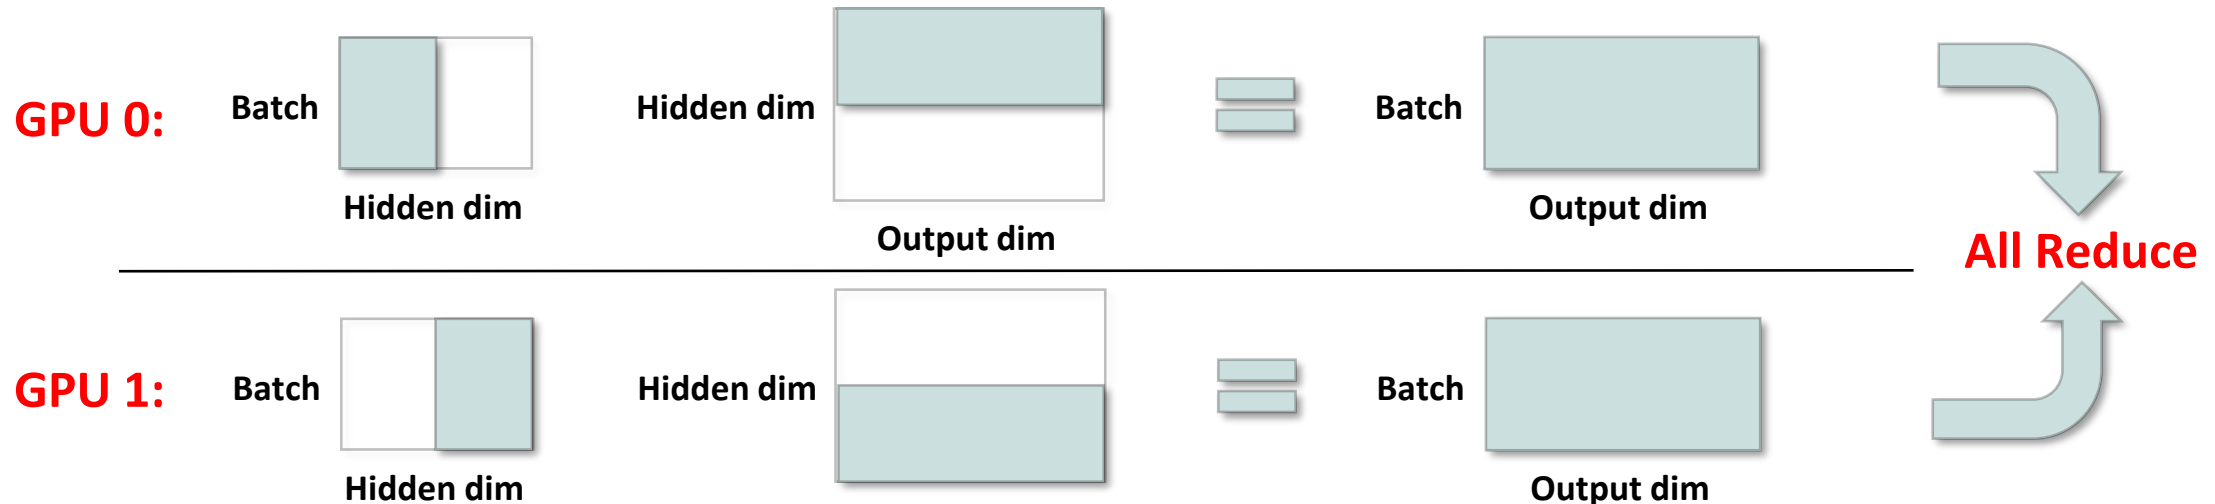 GPU 0:
Batch
Hidden dim
Hidden dim
Output dim
Batch
Output dim
All Reduce
GPU 1:
Batch
Hidden dim
Hidden dim
Batch
Output dim